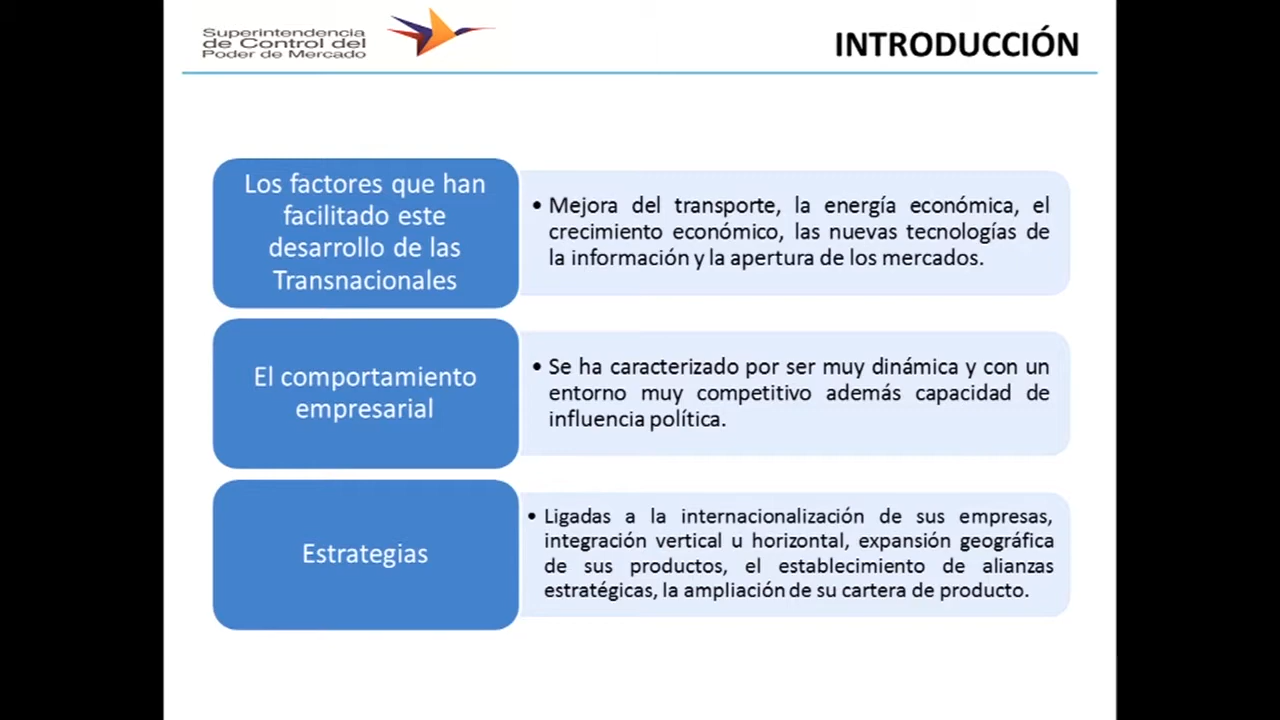 Superintendencia
de Control del
Poder de Mercado
INTRODUCCIÓN
Los factores que han
facilitado este
desarrollo de las
Transnacionales
• Mejora del transporte, la energía económica, el
crecimiento económico, las nuevas tecnologías de
la información y la apertura de los mercados.
El comportamiento
empresarial
• Se ha caracterizado por ser muy dinámica y con un
entorno muy competitivo además capacidad de
influencia política.
Estrategias
• Ligadas a la internacionalización de sus empresas,
integración vertical u horizontal, expansión geográfica
de sus productos, el establecimiento de alianzas
estratégicas, la ampliación de su cartera de producto.